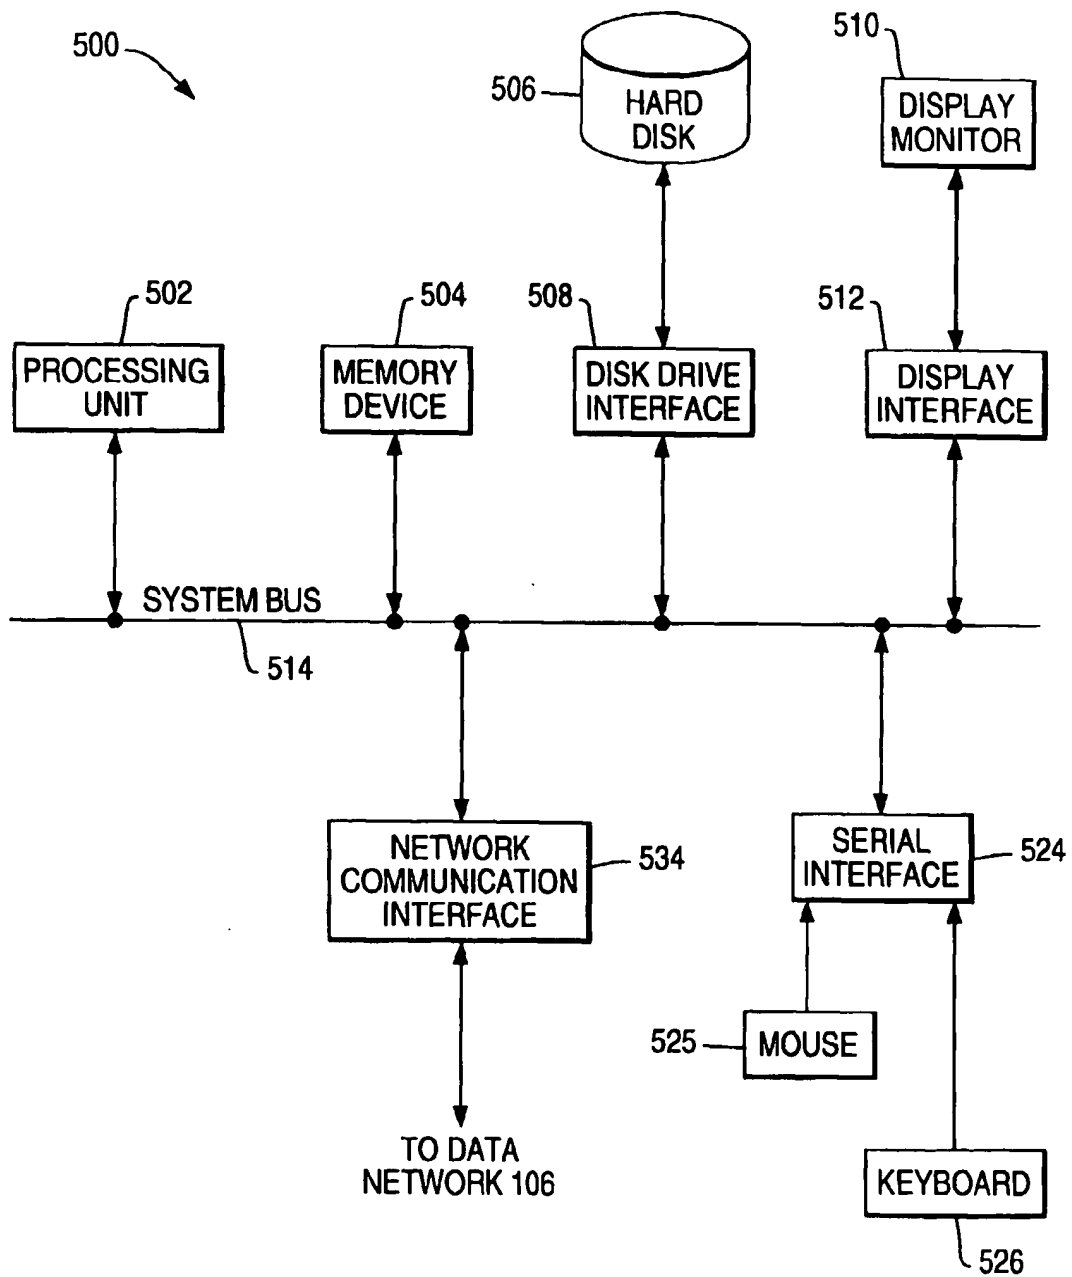 500
506
HARD
DISK
510
DISPLAY
MONITOR
502
PROCESSING
UNIT
504
MEMORY
DEVICE
508
DISK DRIVE
INTERFACE
512
DISPLAY
INTERFACE
SYSTEM BUS
514
NETWORK
COMMUNICATION
INTERFACE
534
SERIAL
INTERFACE
524
525
MOUSE
TO DATA
NETWORK 106
KEYBOARD
526